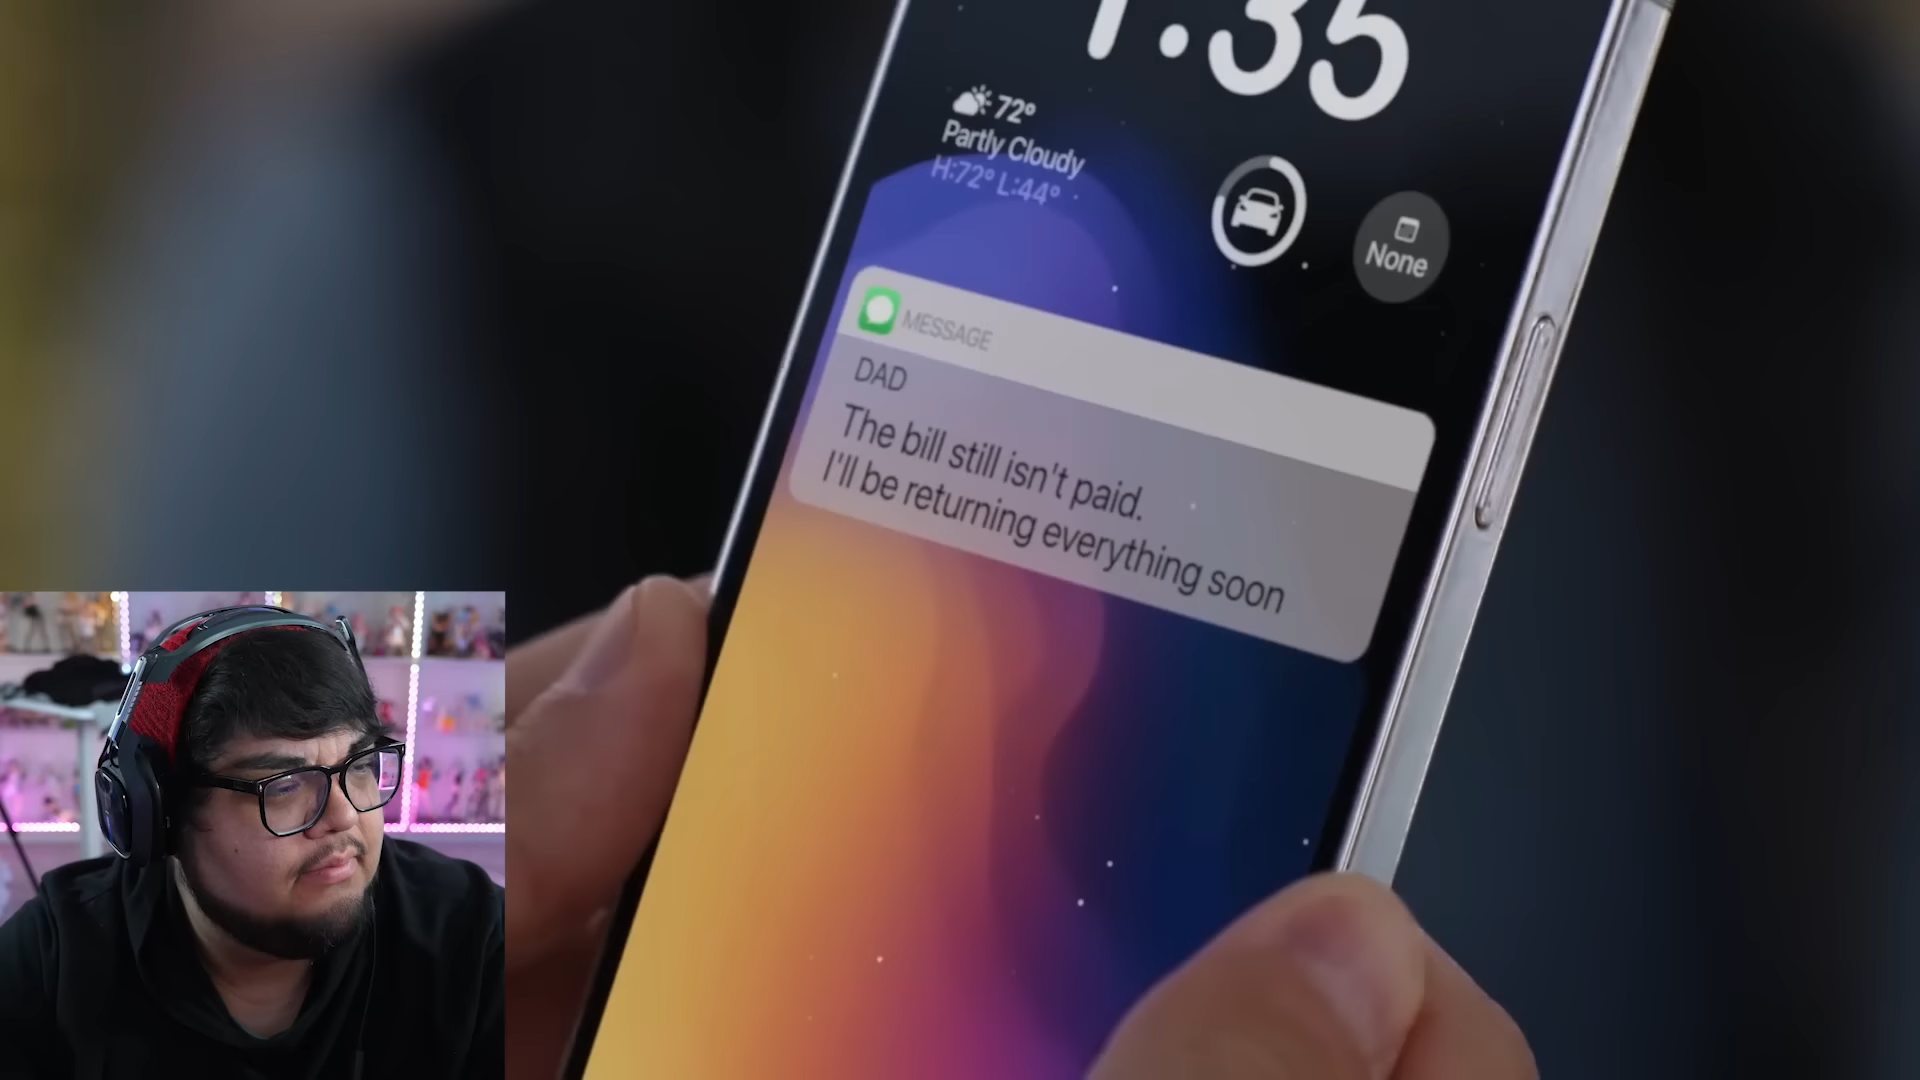 1:35
72°
Partly Cloudy
H:72° L:44°
None
MESSAGE
DAD
The bill still isn't paid.
I'll be returning everything soon